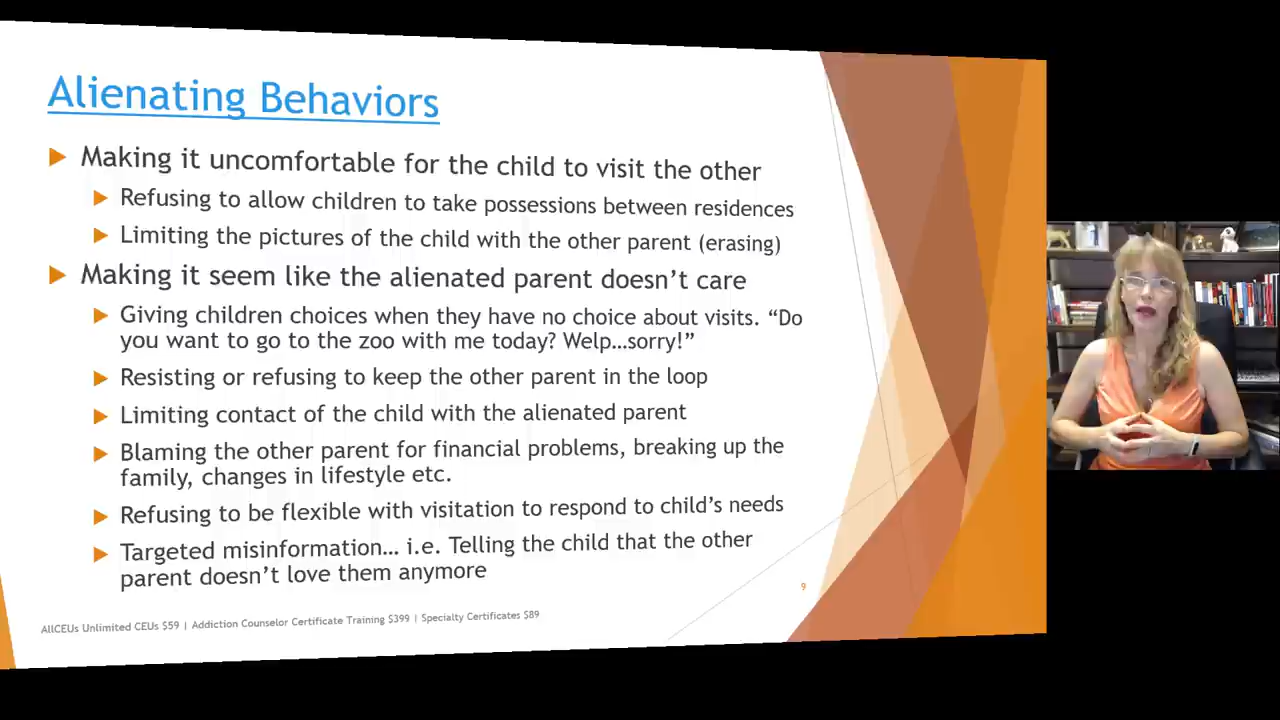 Alienating Behaviors
Making it uncomfortable for the child to visit the other
Refusing to allow children to take possessions between residences
Limiting the pictures of the child with the other parent (erasing)
Making it seem like the alienated parent doesn't care
Giving children choices when they have no choice about visits. “Do
you want to go to the zoo with me today? Welp…sorry!”
Resisting or refusing to keep the other parent in the loop
Limiting contact of the child with the alienated parent
Blaming the other parent for financial problems, breaking up the
family, changes in lifestyle etc.
Refusing to be flexible with visitation to respond to child's needs
Targeted misinformation… i.e. Telling the child that the other
parent doesn't love them anymore
9
AllCEUs Unlimited CEUs $59 | Addiction Counselor Certificate Training $399 | Specialty Certificates $89